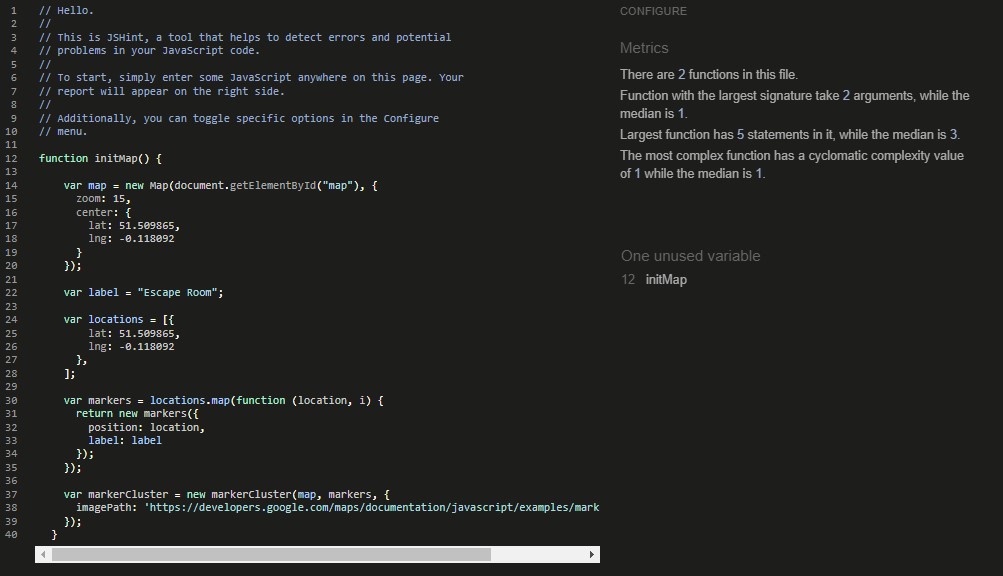 1 // Hello.
2 //
3 // This is JSHint, a tool that helps to detect errors and potential
4 // problems in your JavaScript code.
5 //
6 // To start, simply enter some JavaScript anywhere on this page. Your
7 // report will appear on the right side.
8 //
9 // Additionally, you can toggle specific options in the Configure
10 // menu.
11
12 function initMap() {
13
14 var map = new Map(document.getElementById("map"), {
15 zoom: 15,
16 center: {
17 lat: 51.509865,
18 lng: -0.118092
19 }
20 });
21
22 var label = "Escape Room";
23
24 var locations = [{
25 lat: 51.509865,
26 lng: -0.118092
27 },
28 ];
29
30 var markers = locations.map(function (location, i) {
31 return new markers({
32 position: location,
33 label: label
34 });
35 });
36
37 var markerCluster = new markerCluster(map, markers, {
38 imagePath: 'https://developers.google.com/maps/documentation/javascript/examples/mark
39 });
40 }
CONFIGURE
Metrics
There are 2 functions in this file.
Function with the largest signature take 2 arguments, while the
median is 1.
Largest function has 5 statements in it, while the median is 3.
The most complex function has a cyclomatic complexity value
of 1 while the median is 1.
One unused variable
12 initMap